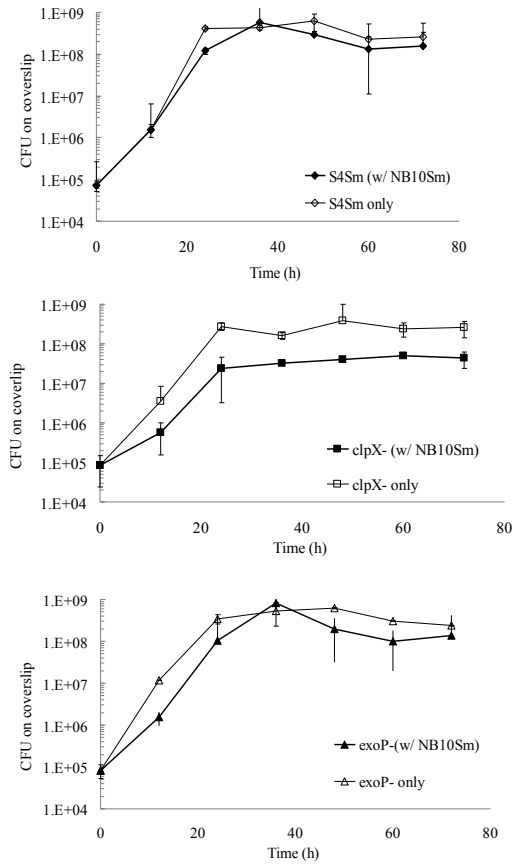 1.E+09
1.E+08
1.E+07
1.E+06
1.E+05
1.E+04
CFU on coverslip
S4Sm (w/ NB10Sm)
S4Sm only
0 20 40 60 80
Time (h)
1.E+09
1.E+08
1.E+07
1.E+06
1.E+05
1.E+04
CFU on coverlip
clpX- (w/ NB10Sm)
clpX- only
0 20 40 60 80
Time (h)
1.E+09
1.E+08
1.E+07
1.E+06
1.E+05
1.E+04
CFU on coverslip
exoP-(w/ NB10Sm)
exoP- only
0 20 40 60 80
Time (h)